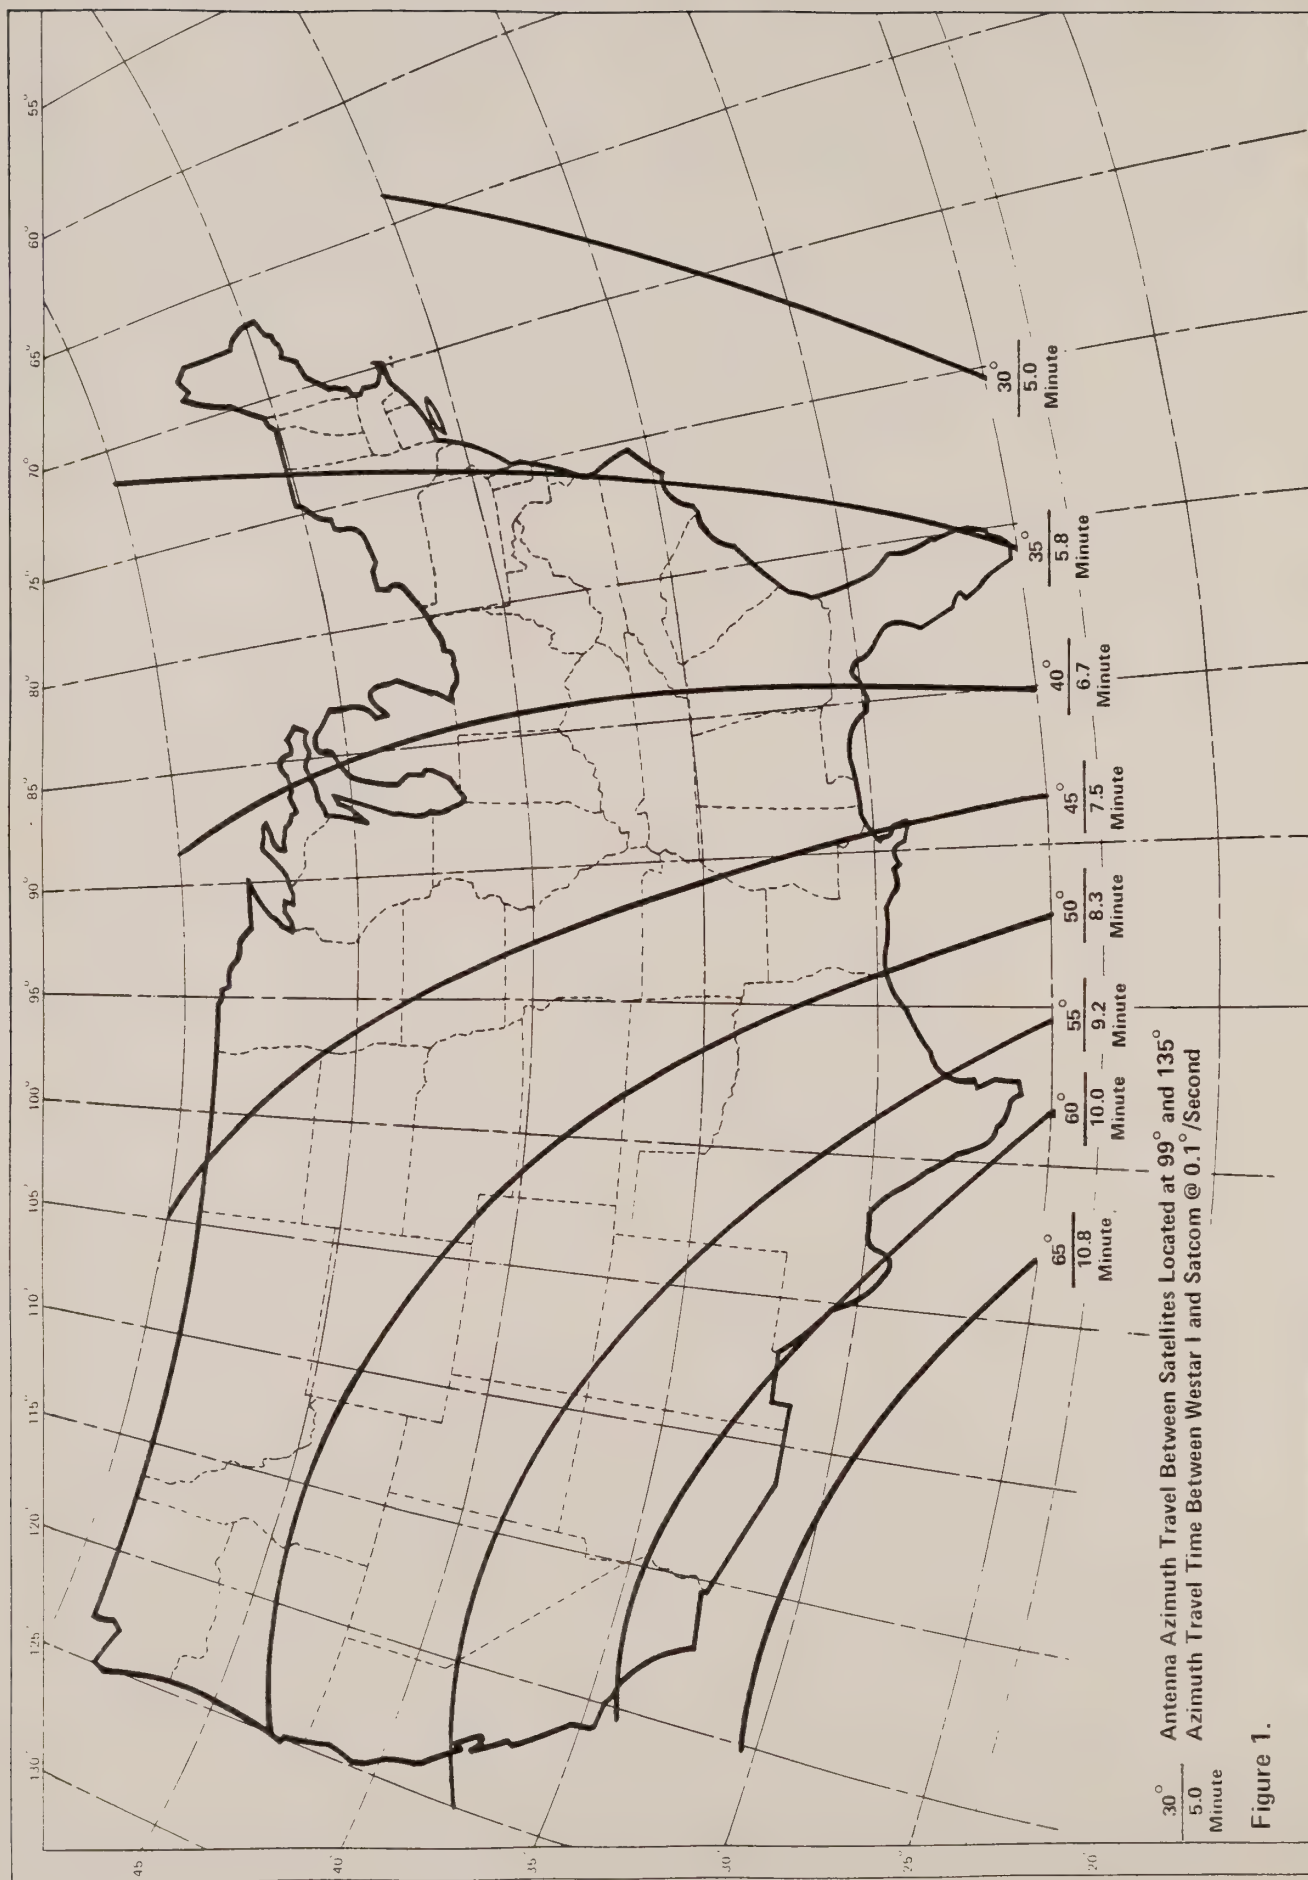 130° 125° 120° 115° 110° 105° 100° 95° 90° 85° 80° 75° 70° 65° 60° 55°
45°
40°
35°
30°
25°
20°
65°
10.8
Minute
60°
10.0
Minute
55°
9.2
Minute
50°
8.3
Minute
45°
7.5
Minute
40°
6.7
Minute
35°
5.8
Minute
30°
5.0
Minute
30°
5.0
Minute
Antenna Azimuth Travel Between Satellites Located at 99° and 135°
Azimuth Travel Time Between Westar I and Satcom @ 0.1°/Second
Figure 1.